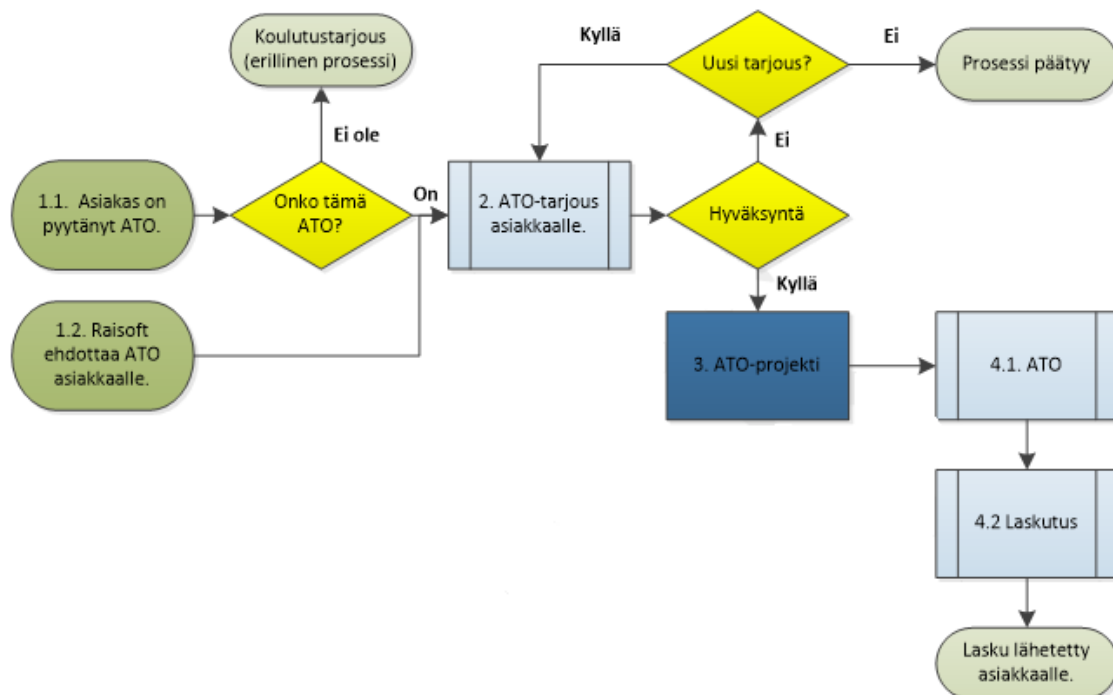 Koulutustarjous
(erillinen prosessi)
Kyllä
Uusi tarjous?
Ei
Prosessi päätyy
Ei ole
Ei
1.1. Asiakas on
pyytänyt ATO.
Onko tämä
ATO?
On
2. ATO-tarjous
asiakkaalle.
Hyväksyntä
Kyllä
1.2. Raisoft
ehdottaa ATO
asiakkaalle.
3. ATO-projekti
4.1. ATO
4.2 Laskutus
Lasku lähetetty
asiakkaalle.